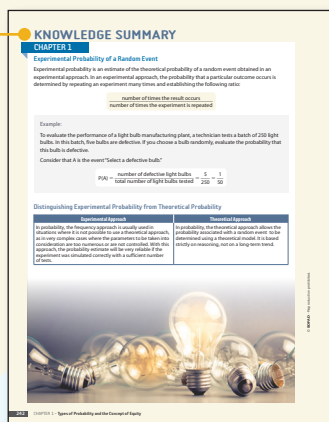 KNOWLEDGE SUMMARY
CHAPTER 1
Experimental Probability of a Random Event
Experimental probability is an estimate of the theoretical probability of a random event obtained in an
experimental approach. In an experimental approach, the probability that a particular outcome occurs is
determined by repeating an experiment many times and establishing the following ratio:
number of times the result occurs
number of times the experiment is repeated
Example:
To evaluate the performance of a light bulb manufacturing plant, a technician tests a batch of 250 light
bulbs. In this batch, five bulbs are defective. If you choose a bulb randomly, evaluate the probability that
this bulb is defective.
Consider that A is the event "Select a defective bulb."
P(A) = number of defective light bulbs / total number of light bulbs tested = 5/250 = 1/50
Distinguishing Experimental Probability from Theoretical Probability
Experimental Approach
In probability, the frequency approach is usually used in
situations where it is not possible to use a theoretical approach,
as in very complex cases where the parameters to be taken into
consideration are too numerous or are not controlled. With this
approach, the probability estimate will be very reliable if the
experiment was simulated correctly with a sufficient number
of tests.
Theoretical Approach
In probability, the theoretical approach allows the
probability associated with a random event to be
determined using a theoretical model. It is based
strictly on reasoning, not on a long-term trend.
242 CHAPTER 1 – Types of Probability and the Concept of Equity